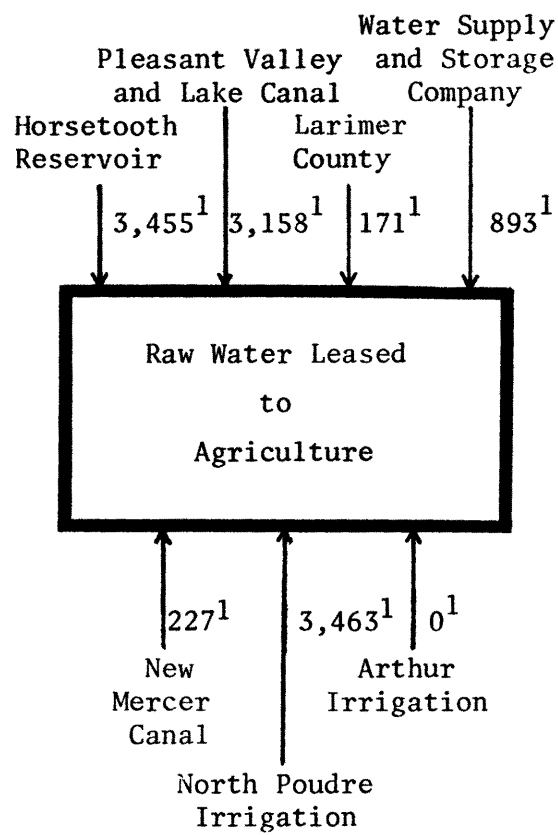 Water Supply
and Storage
Company
Pleasant Valley
and Lake Canal
Horsetooth
Reservoir
Larimer
County
3,455¹
3,158¹
171¹
893¹
Raw Water Leased
to
Agriculture
227¹
3,463¹
0¹
New
Mercer
Canal
Arthur
Irrigation
North Poudre
Irrigation